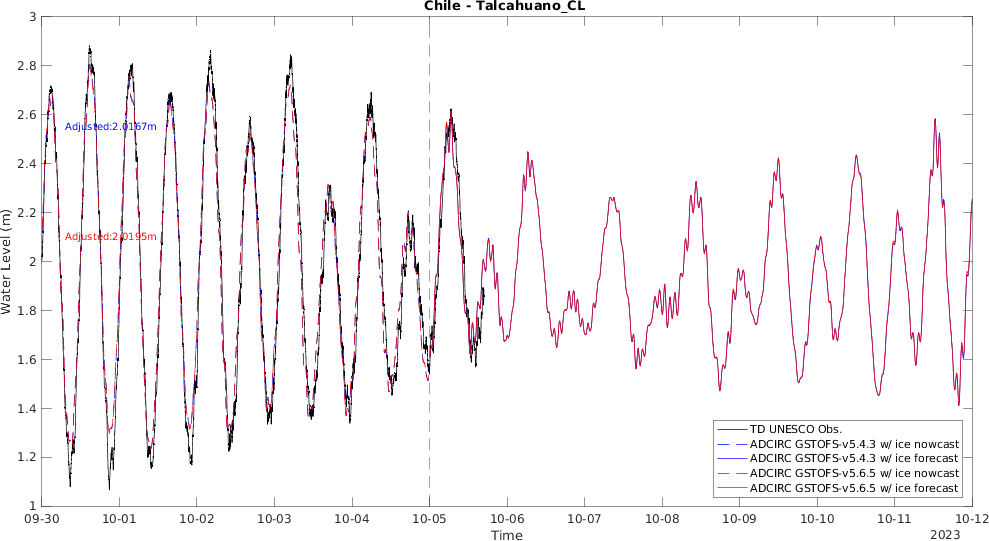 Chile - Talcahuano_CL
3
2.8
2.6
2.4
2.2
2
1.8
1.6
1.4
1.2
1
Water Level (m)
Adjusted:2.0167m
Adjusted:2.0195m
TD UNESCO Obs.
ADCIRC GSTOFS-v5.4.3 w/ ice nowcast
ADCIRC GSTOFS-v5.4.3 w/ ice forecast
ADCIRC GSTOFS-v5.6.5 w/ ice nowcast
ADCIRC GSTOFS-v5.6.5 w/ ice forecast
09-30 10-01 10-02 10-03 10-04 10-05 10-06 10-07 10-08 10-09 10-10 10-11 10-12
Time
2023